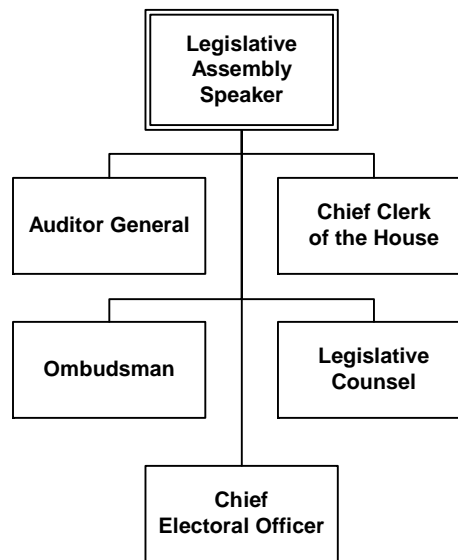 Legislative
Assembly
Speaker
Auditor General
Chief Clerk
of the House
Ombudsman
Legislative
Counsel
Chief
Electoral Officer